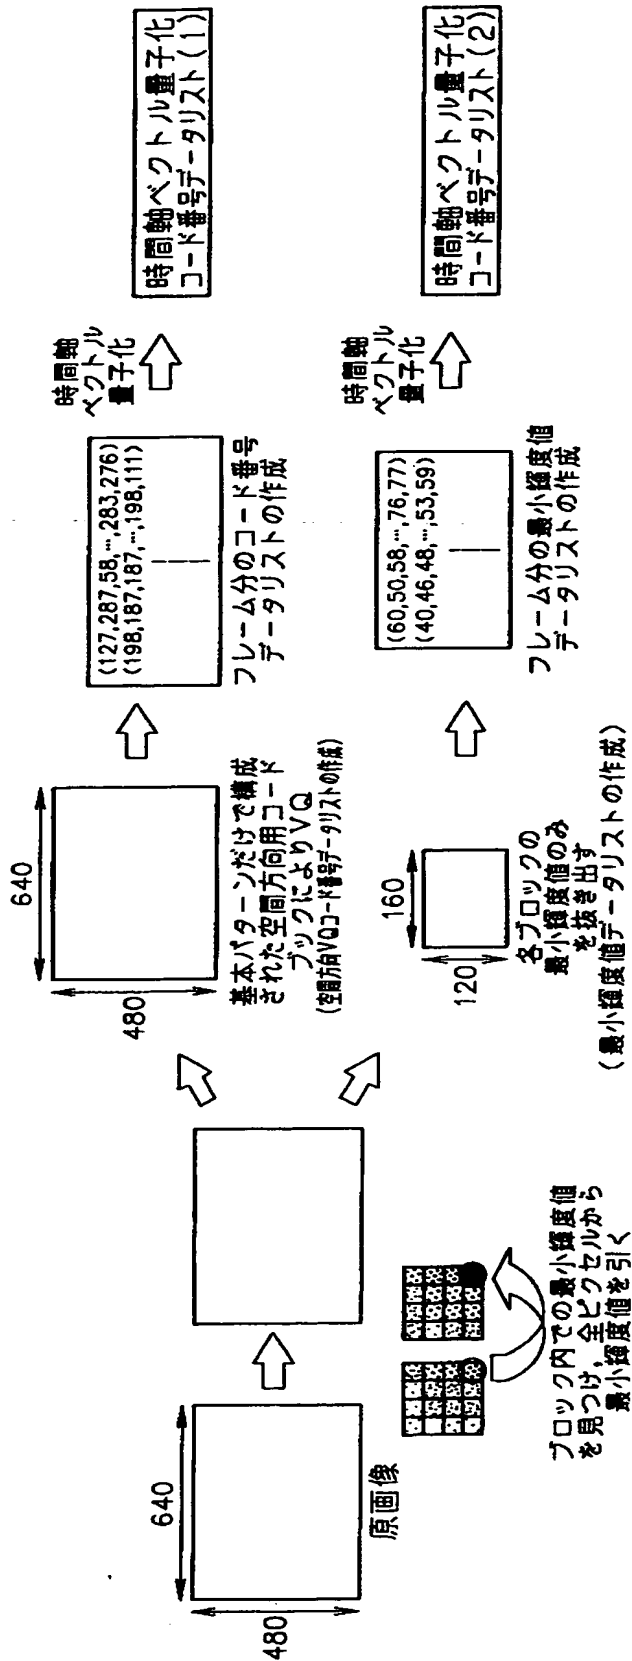 640
480
原画像
ブロック内での最小輝度値
を見つけ，全ピクセルから
最小輝度値を引く
640
480
基本パターンだけで構成
された空間方向用コード
ブックによりVQ
(空間方向VQコード番号データリストの作成)
(127,287,58,…,283,276)
(198,187,187,…,198,111)
フレーム分のコード番号
データリストの作成
時間軸
ベクトル
量子化
時間軸ベクトル量子化
コード番号データリスト(1)
160
120
各ブロックの
最小輝度値のみ
を抜き出す
(最小輝度値データリストの作成)
(60,50,58,…,76,77)
(40,46,48,…,53,59)
フレーム分の最小輝度値
データリストの作成
時間軸
ベクトル
量子化
時間軸ベクトル量子化
コード番号データリスト(2)